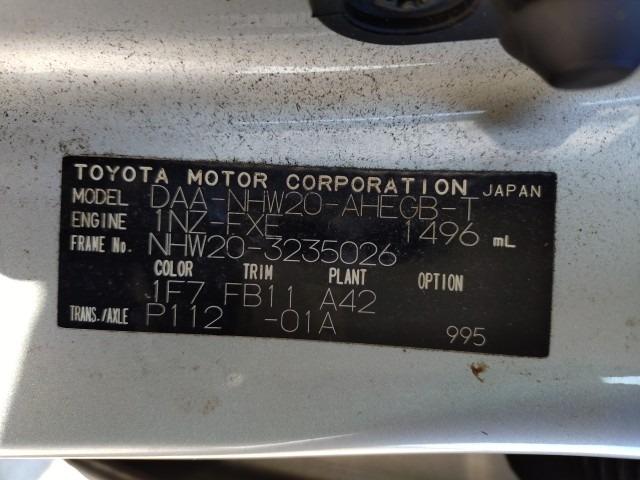 TOYOTA MOTOR CORPORATION JAPAN
MODEL DAA-NHW20-AHEGB-T
ENGINE 1NZ-FXE 1496 mL
FRAME No. NHW20-3235026
COLOR TRIM PLANT OPTION
1F7 FB11 A42
TRANS./AXLE P112 -01A 995